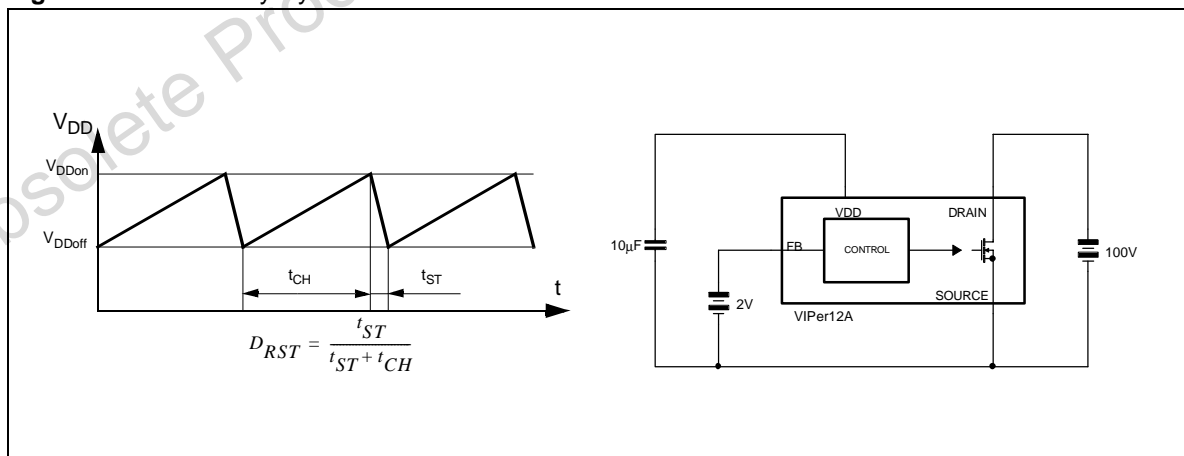 VDD
VDDon
VDDoff
tCH
tST
t
DRST = tST / tST + tCH
10µF
2V
FB
VDD
CONTROL
DRAIN
SOURCE
VIPer12A
100V